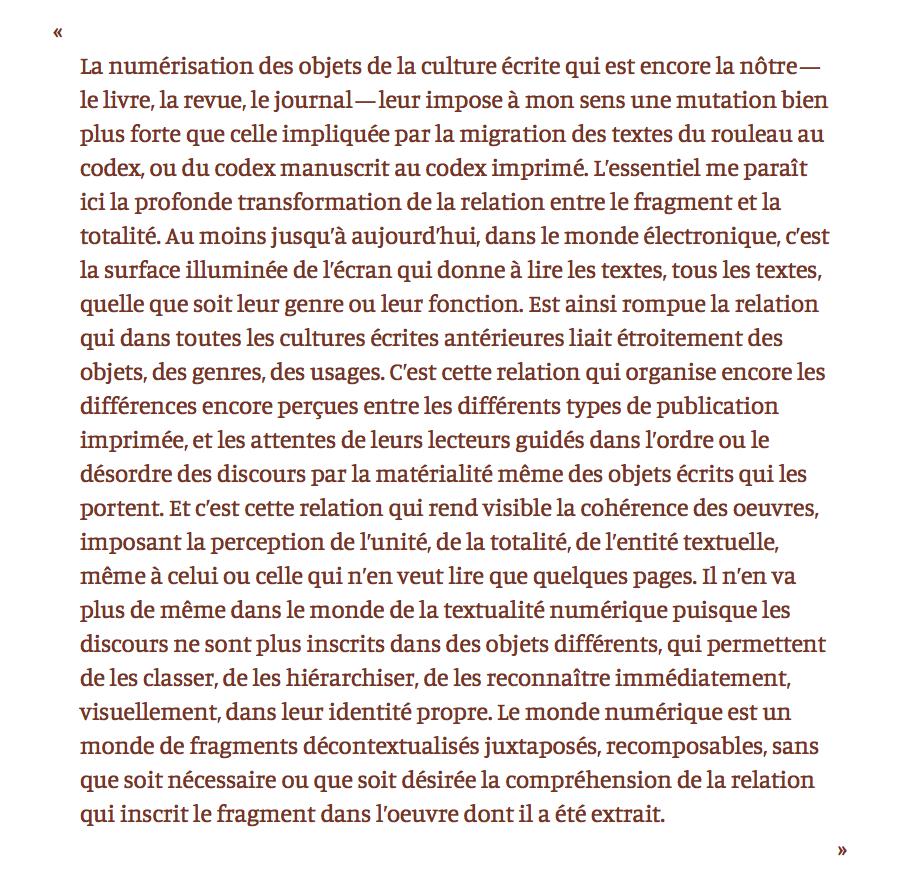 «
La numérisation des objets de la culture écrite qui est encore la nôtre—
le livre, la revue, le journal—leur impose à mon sens une mutation bien
plus forte que celle impliquée par la migration des textes du rouleau au
codex, ou du codex manuscrit au codex imprimé. L’essentiel me paraît
ici la profonde transformation de la relation entre le fragment et la
totalité. Au moins jusqu’à aujourd’hui, dans le monde électronique, c’est
la surface illuminée de l’écran qui donne à lire les textes, tous les textes,
quelle que soit leur genre ou leur fonction. Est ainsi rompue la relation
qui dans toutes les cultures écrites antérieures liait étroitement des
objets, des genres, des usages. C’est cette relation qui organise encore les
différences encore perçues entre les différents types de publication
imprimée, et les attentes de leurs lecteurs guidés dans l’ordre ou le
désordre des discours par la matérialité même des objets écrits qui les
portent. Et c’est cette relation qui rend visible la cohérence des oeuvres,
imposant la perception de l’unité, de la totalité, de l’entité textuelle,
même à celui ou celle qui n’en veut lire que quelques pages. Il n’en va
plus de même dans le monde de la textualité numérique puisque les
discours ne sont plus inscrits dans des objets différents, qui permettent
de les classer, de les hiérarchiser, de les reconnaître immédiatement,
visuellement, dans leur identité propre. Le monde numérique est un
monde de fragments décontextualisés juxtaposés, recomposables, sans
que soit nécessaire ou que soit désirée la compréhension de la relation
qui inscrit le fragment dans l’oeuvre dont il a été extrait.
»